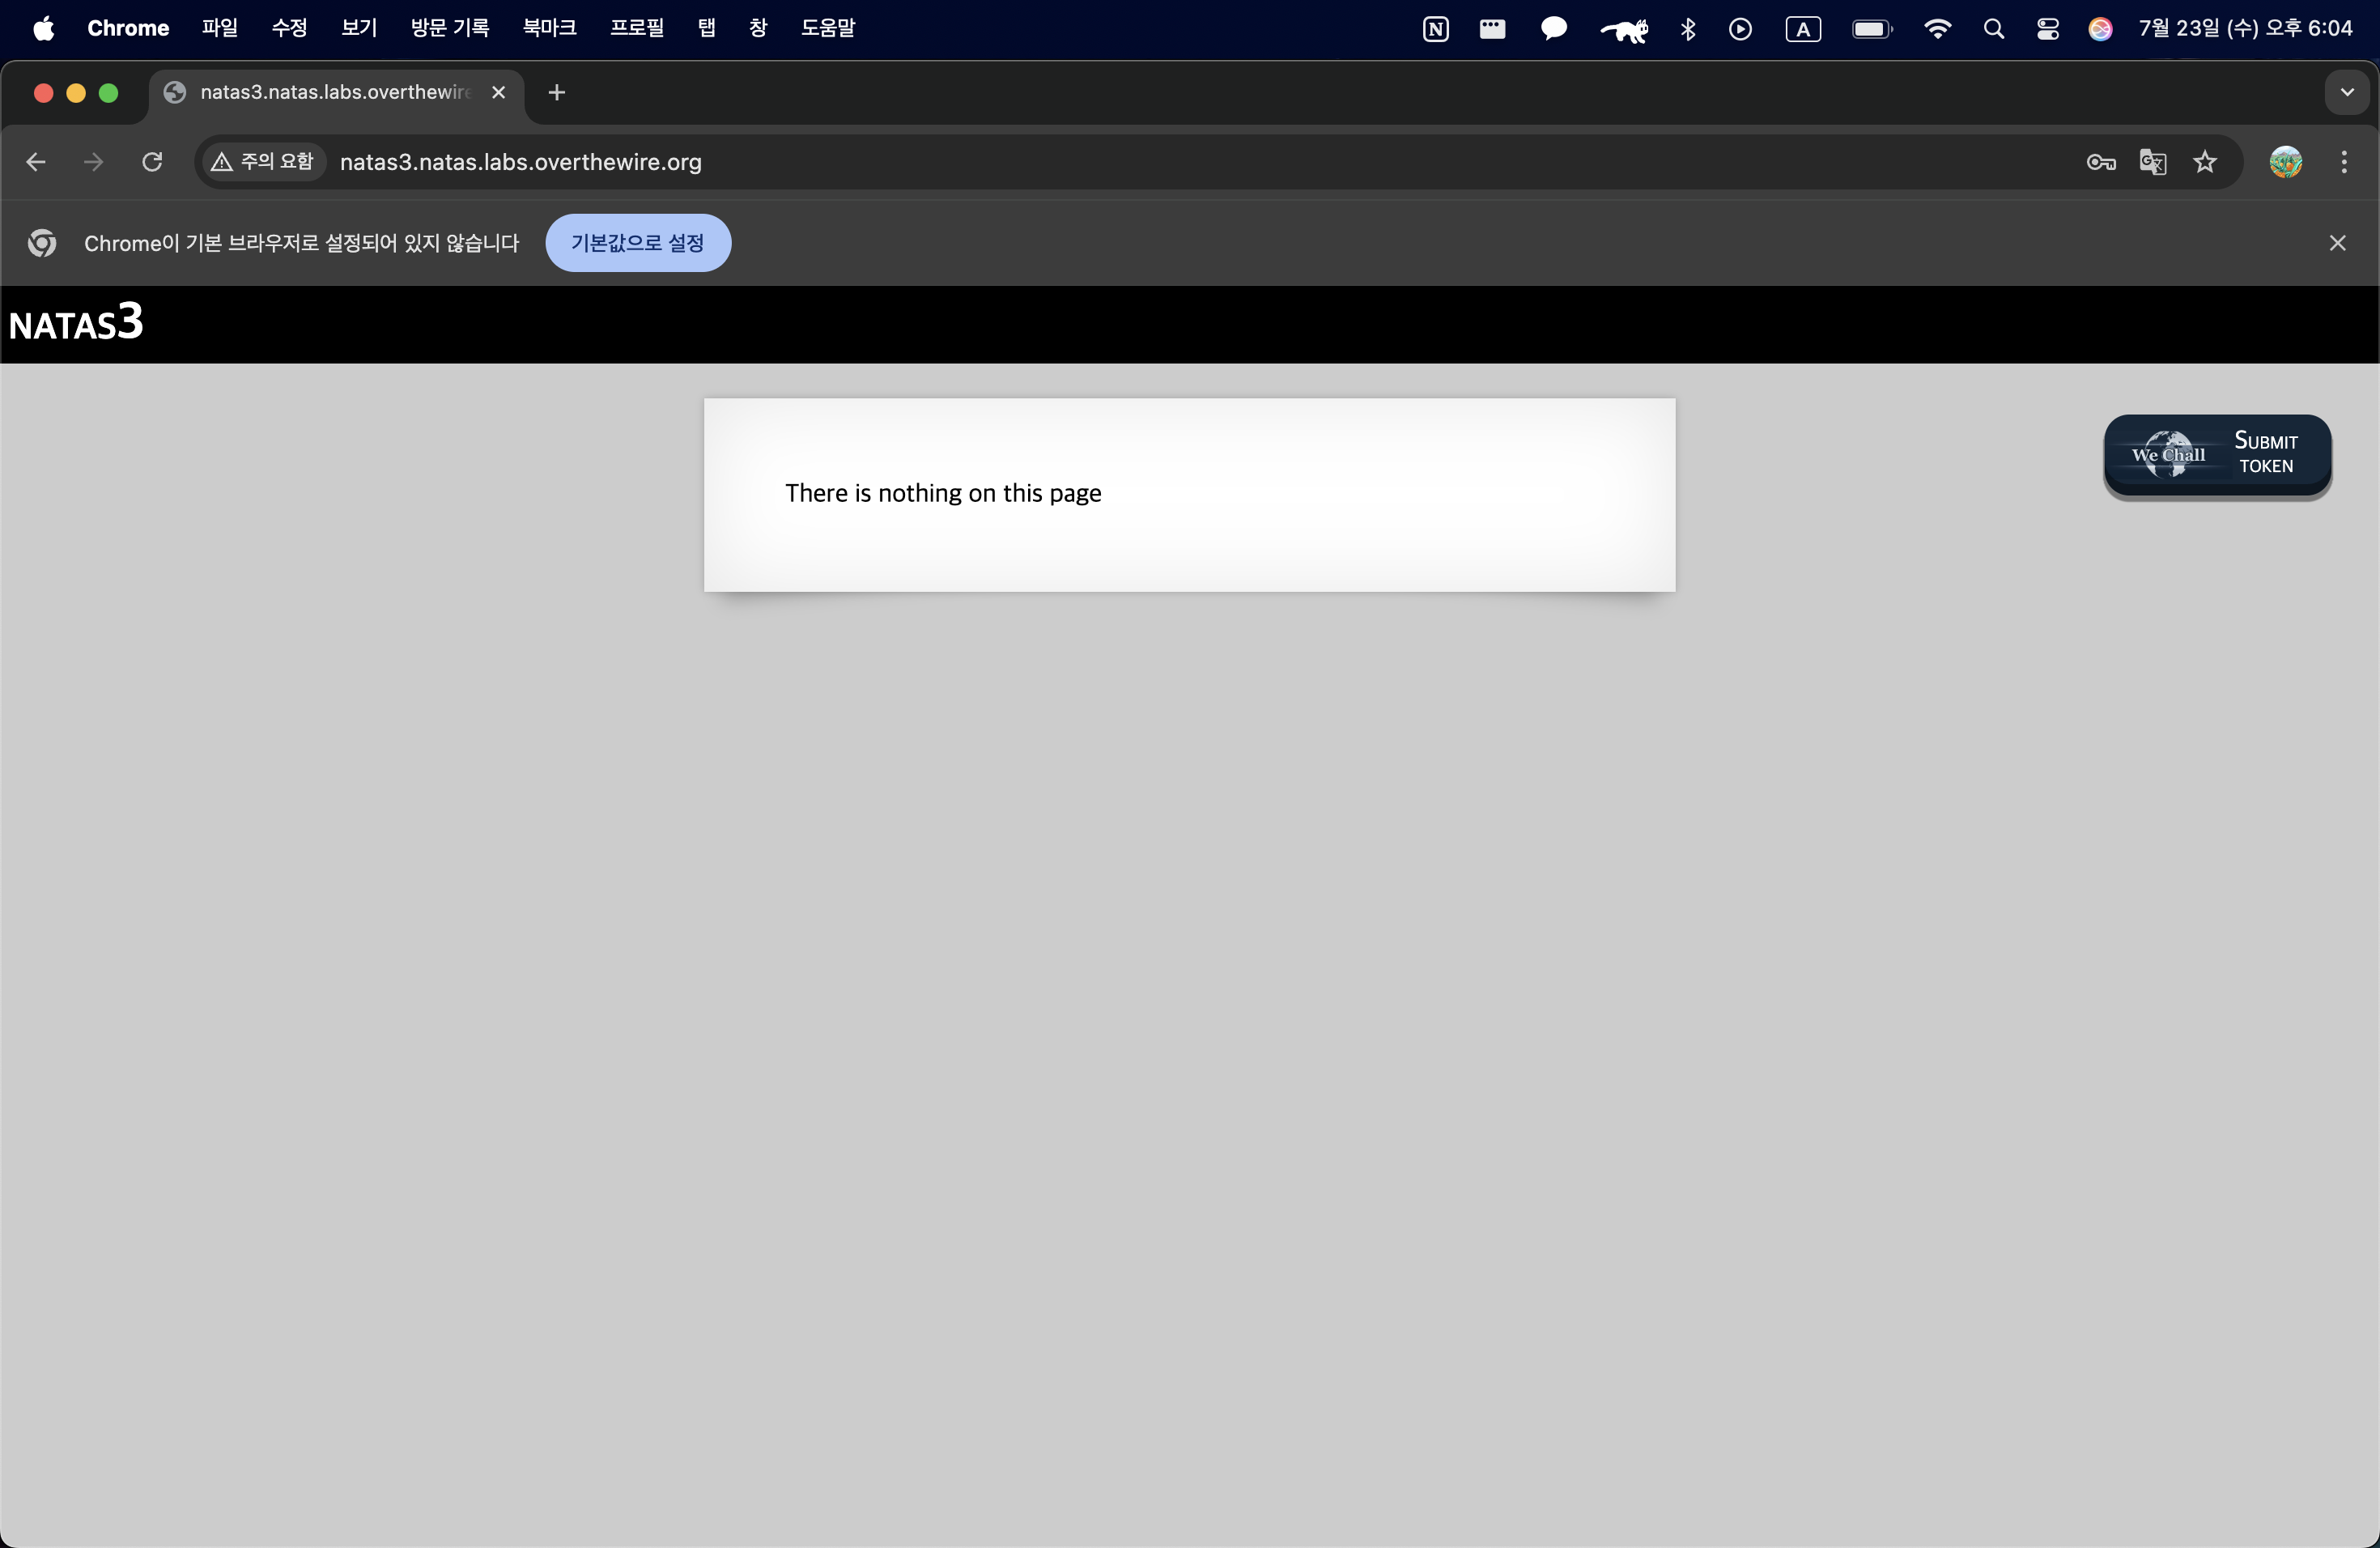 Chrome 파일 수정 보기 방문 기록 북마크 프로필 탭 창 도움말 N A 7월 23일 (수) 오후 6:04
natas3.natas.labs.overthewire
주의 요함 natas3.natas.labs.overthewire.org
Chrome이 기본 브라우저로 설정되어 있지 않습니다 기본값으로 설정
NATAS3
There is nothing on this page
We Chall
SUBMIT
TOKEN